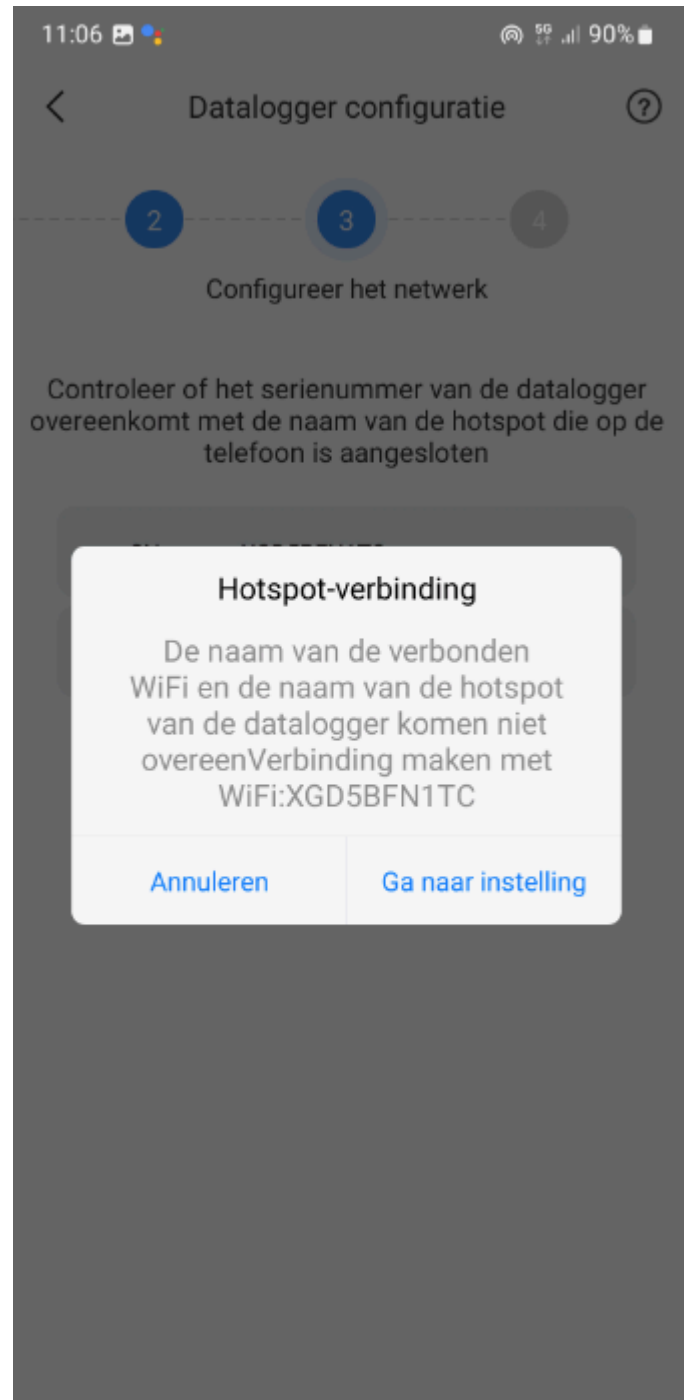 11:06 5G 90%
Datalogger configuratie ?
2 3 4
Configureer het netwerk
Controleer of het serienummer van de datalogger
overeenkomt met de naam van de hotspot die op de
telefoon is aangesloten
Hotspot-verbinding
De naam van de verbonden
WiFi en de naam van de hotspot
van de datalogger komen niet
overeenVerbinding maken met
WiFi:XGD5BFN1TC
Annuleren Ga naar instelling